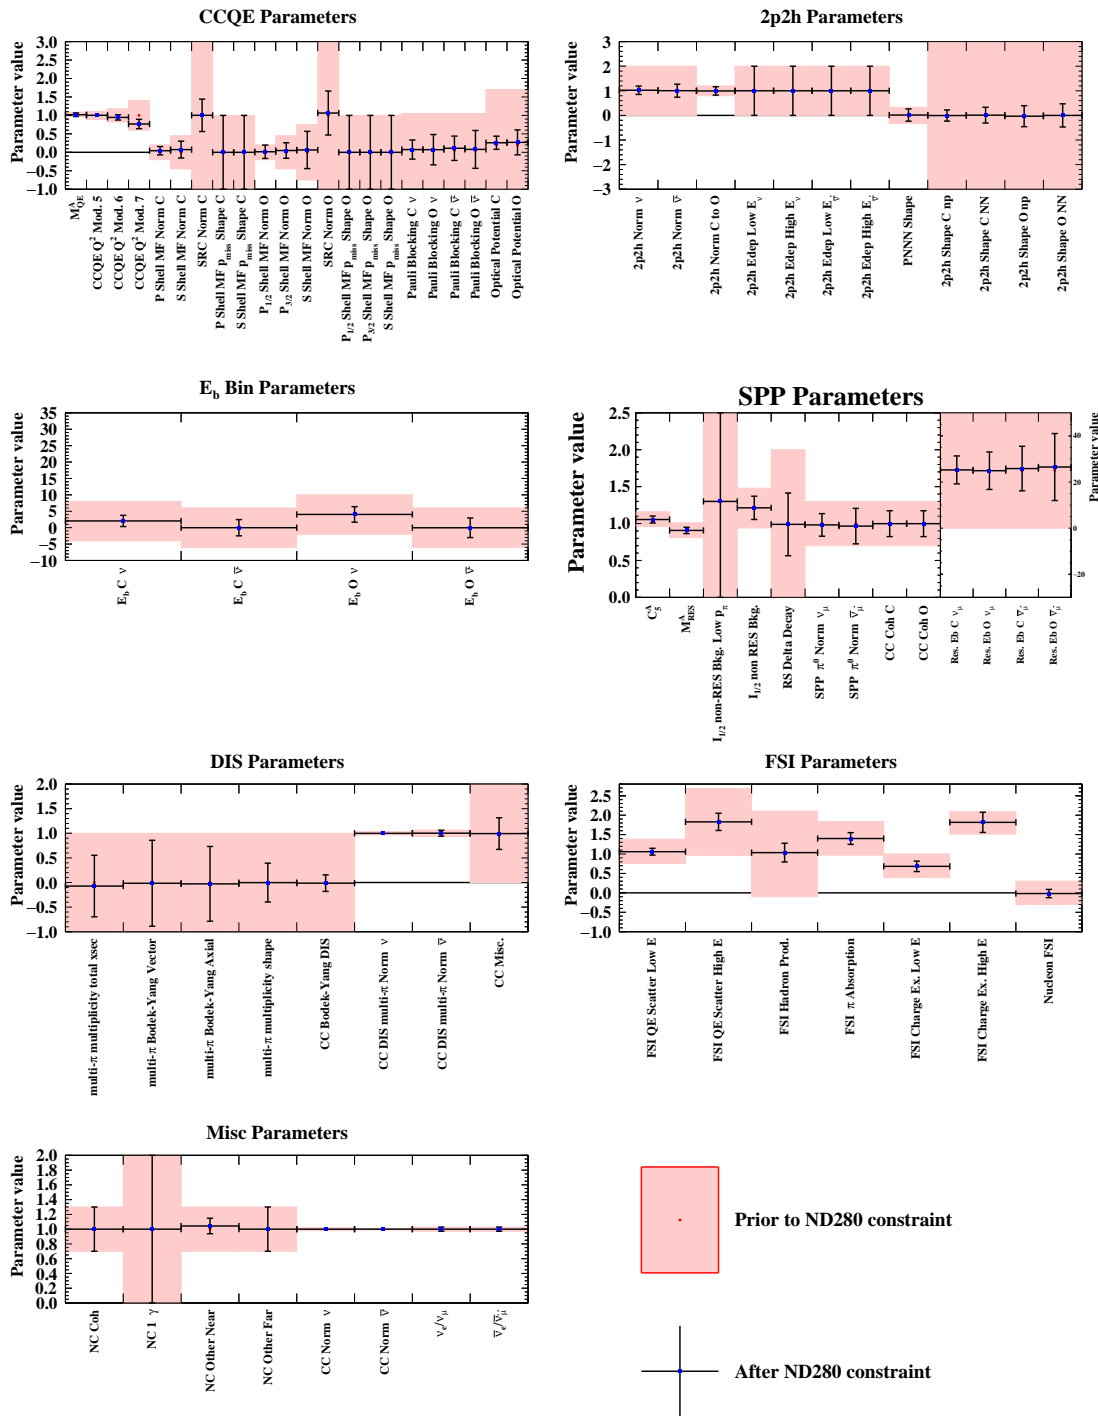 CCQE Parameters
Parameter value
3.0
2.5
2.0
1.5
1.0
0.5
0.0
−0.5
−1.0
M^A_QE
CCQE Q² Mod. 5
CCQE Q² Mod. 6
CCQE Q² Mod. 7
P Shell MF Norm C
S Shell MF Norm C
SRC Norm C
P Shell MF p_miss Shape C
S Shell MF p_miss Shape C
P_1/2 Shell MF Norm O
P_3/2 Shell MF Norm O
S Shell MF Norm O
SRC Norm O
P_1/2 Shell MF p_miss Shape O
P_3/2 Shell MF p_miss Shape O
S Shell MF p_miss Shape O
Pauli Blocking C ν
Pauli Blocking O ν
Pauli Blocking C ν̄
Pauli Blocking O ν̄
Optical Potential C
Optical Potential O
2p2h Parameters
Parameter value
3
2
1
0
−1
−2
−3
2p2h Norm ν
2p2h Norm ν̄
2p2h Norm C to O
2p2h Edep Low E_ν
2p2h Edep High E_ν
2p2h Edep Low E_ν̄
2p2h Edep High E_ν̄
PNNN Shape
2p2h Shape C np
2p2h Shape C NN
2p2h Shape O np
2p2h Shape O NN
E_b Bin Parameters
Parameter value
35
30
25
20
15
10
5
0
−5
−10
E_b C ν
E_b C ν̄
E_b O ν
E_b O ν̄
SPP Parameters
Parameter value
2.5
2.0
1.5
1.0
0.5
0.0
C^A_5
M^A_RES
I_1/2 non-RES Bkg. Low p_π
I_1/2 non RES Bkg.
RS Delta Decay
SPP π⁰ Norm ν_μ
SPP π⁰ Norm ν̄_μ
CC Coh C
CC Coh O
Res. Eb C ν_μ
Res. Eb O ν_μ
Res. Eb C ν̄_μ
Res. Eb O ν̄_μ
40
20
0
−20
Parameter value
DIS Parameters
Parameter value
2.0
1.5
1.0
0.5
0.0
−0.5
−1.0
multi-π multiplicity total xsec
multi-π Bodek-Yang Vector
multi-π Bodek-Yang Axial
multi-π multiplicity shape
CC Bodek-Yang DIS
CC DIS multi-π Norm ν
CC DIS multi-π Norm ν̄
CC Misc.
FSI Parameters
Parameter value
2.5
2.0
1.5
1.0
0.5
0.0
−0.5
−1.0
FSI QE Scatter Low E
FSI QE Scatter High E
FSI Hadron Prod.
FSI π Absorption
FSI Charge Ex. Low E
FSI Charge Ex. High E
Nucleon FSI
Misc Parameters
Parameter value
2.0
1.8
1.6
1.4
1.2
1.0
0.8
0.6
0.4
0.2
0.0
NC Coh
NC 1 γ
NC Other Near
NC Other Far
CC Norm ν
CC Norm ν̄
ν_e/ν_μ
ν̄_e/ν̄_μ
Prior to ND280 constraint
After ND280 constraint